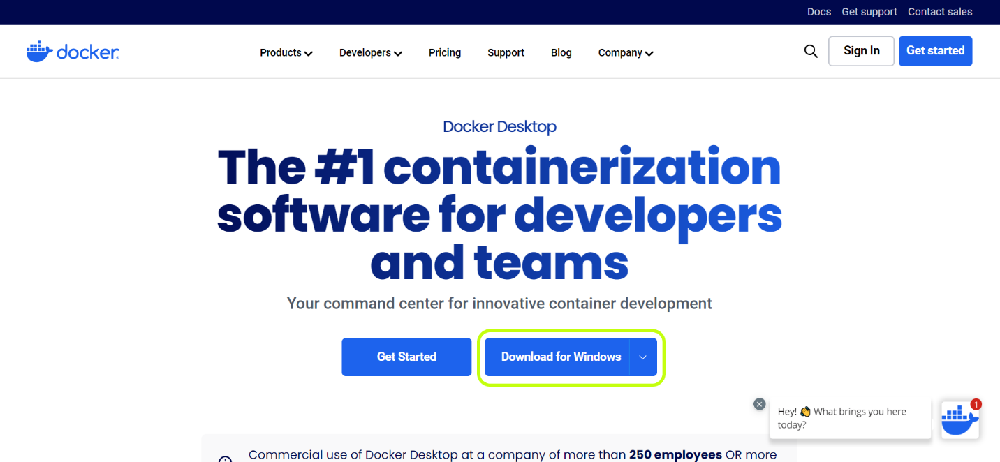 Docs Get support Contact sales
docker
Products Developers Pricing Support Blog Company Sign In Get started
Docker Desktop
The #1 containerization
software for developers
and teams
Your command center for innovative container development
Get Started Download for Windows
1
Hey! 👋 What brings you here
today?
Commercial use of Docker Desktop at a company of more than 250 employees OR more